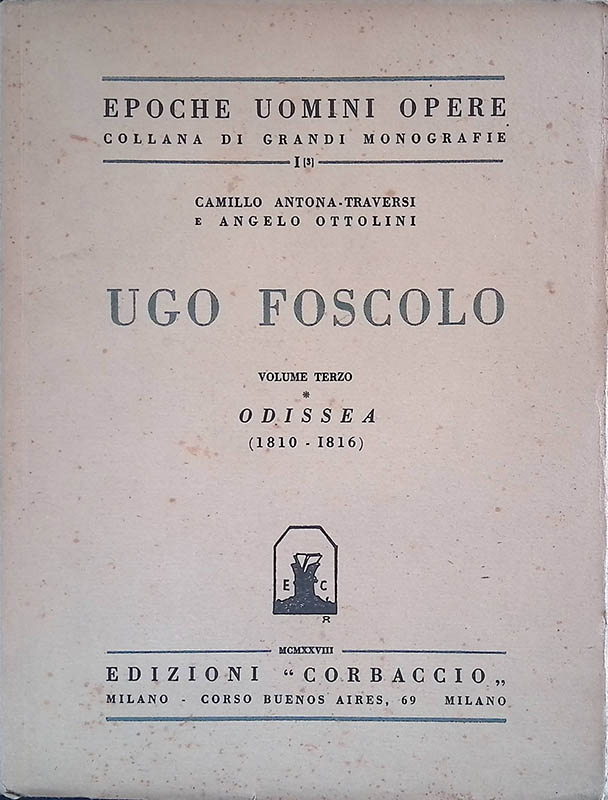 EPOCHE UOMINI OPERE
COLLANA DI GRANDI MONOGRAFIE
I [3]
CAMILLO ANTONA-TRAVERSI
E ANGELO OTTOLINI
UGO FOSCOLO
VOLUME TERZO
*
ODISSEA
(1810 - 1816)
E C
R
MCMXXVIII
EDIZIONI “CORBACCIO„
MILANO - CORSO BUENOS AIRES, 69 MILANO